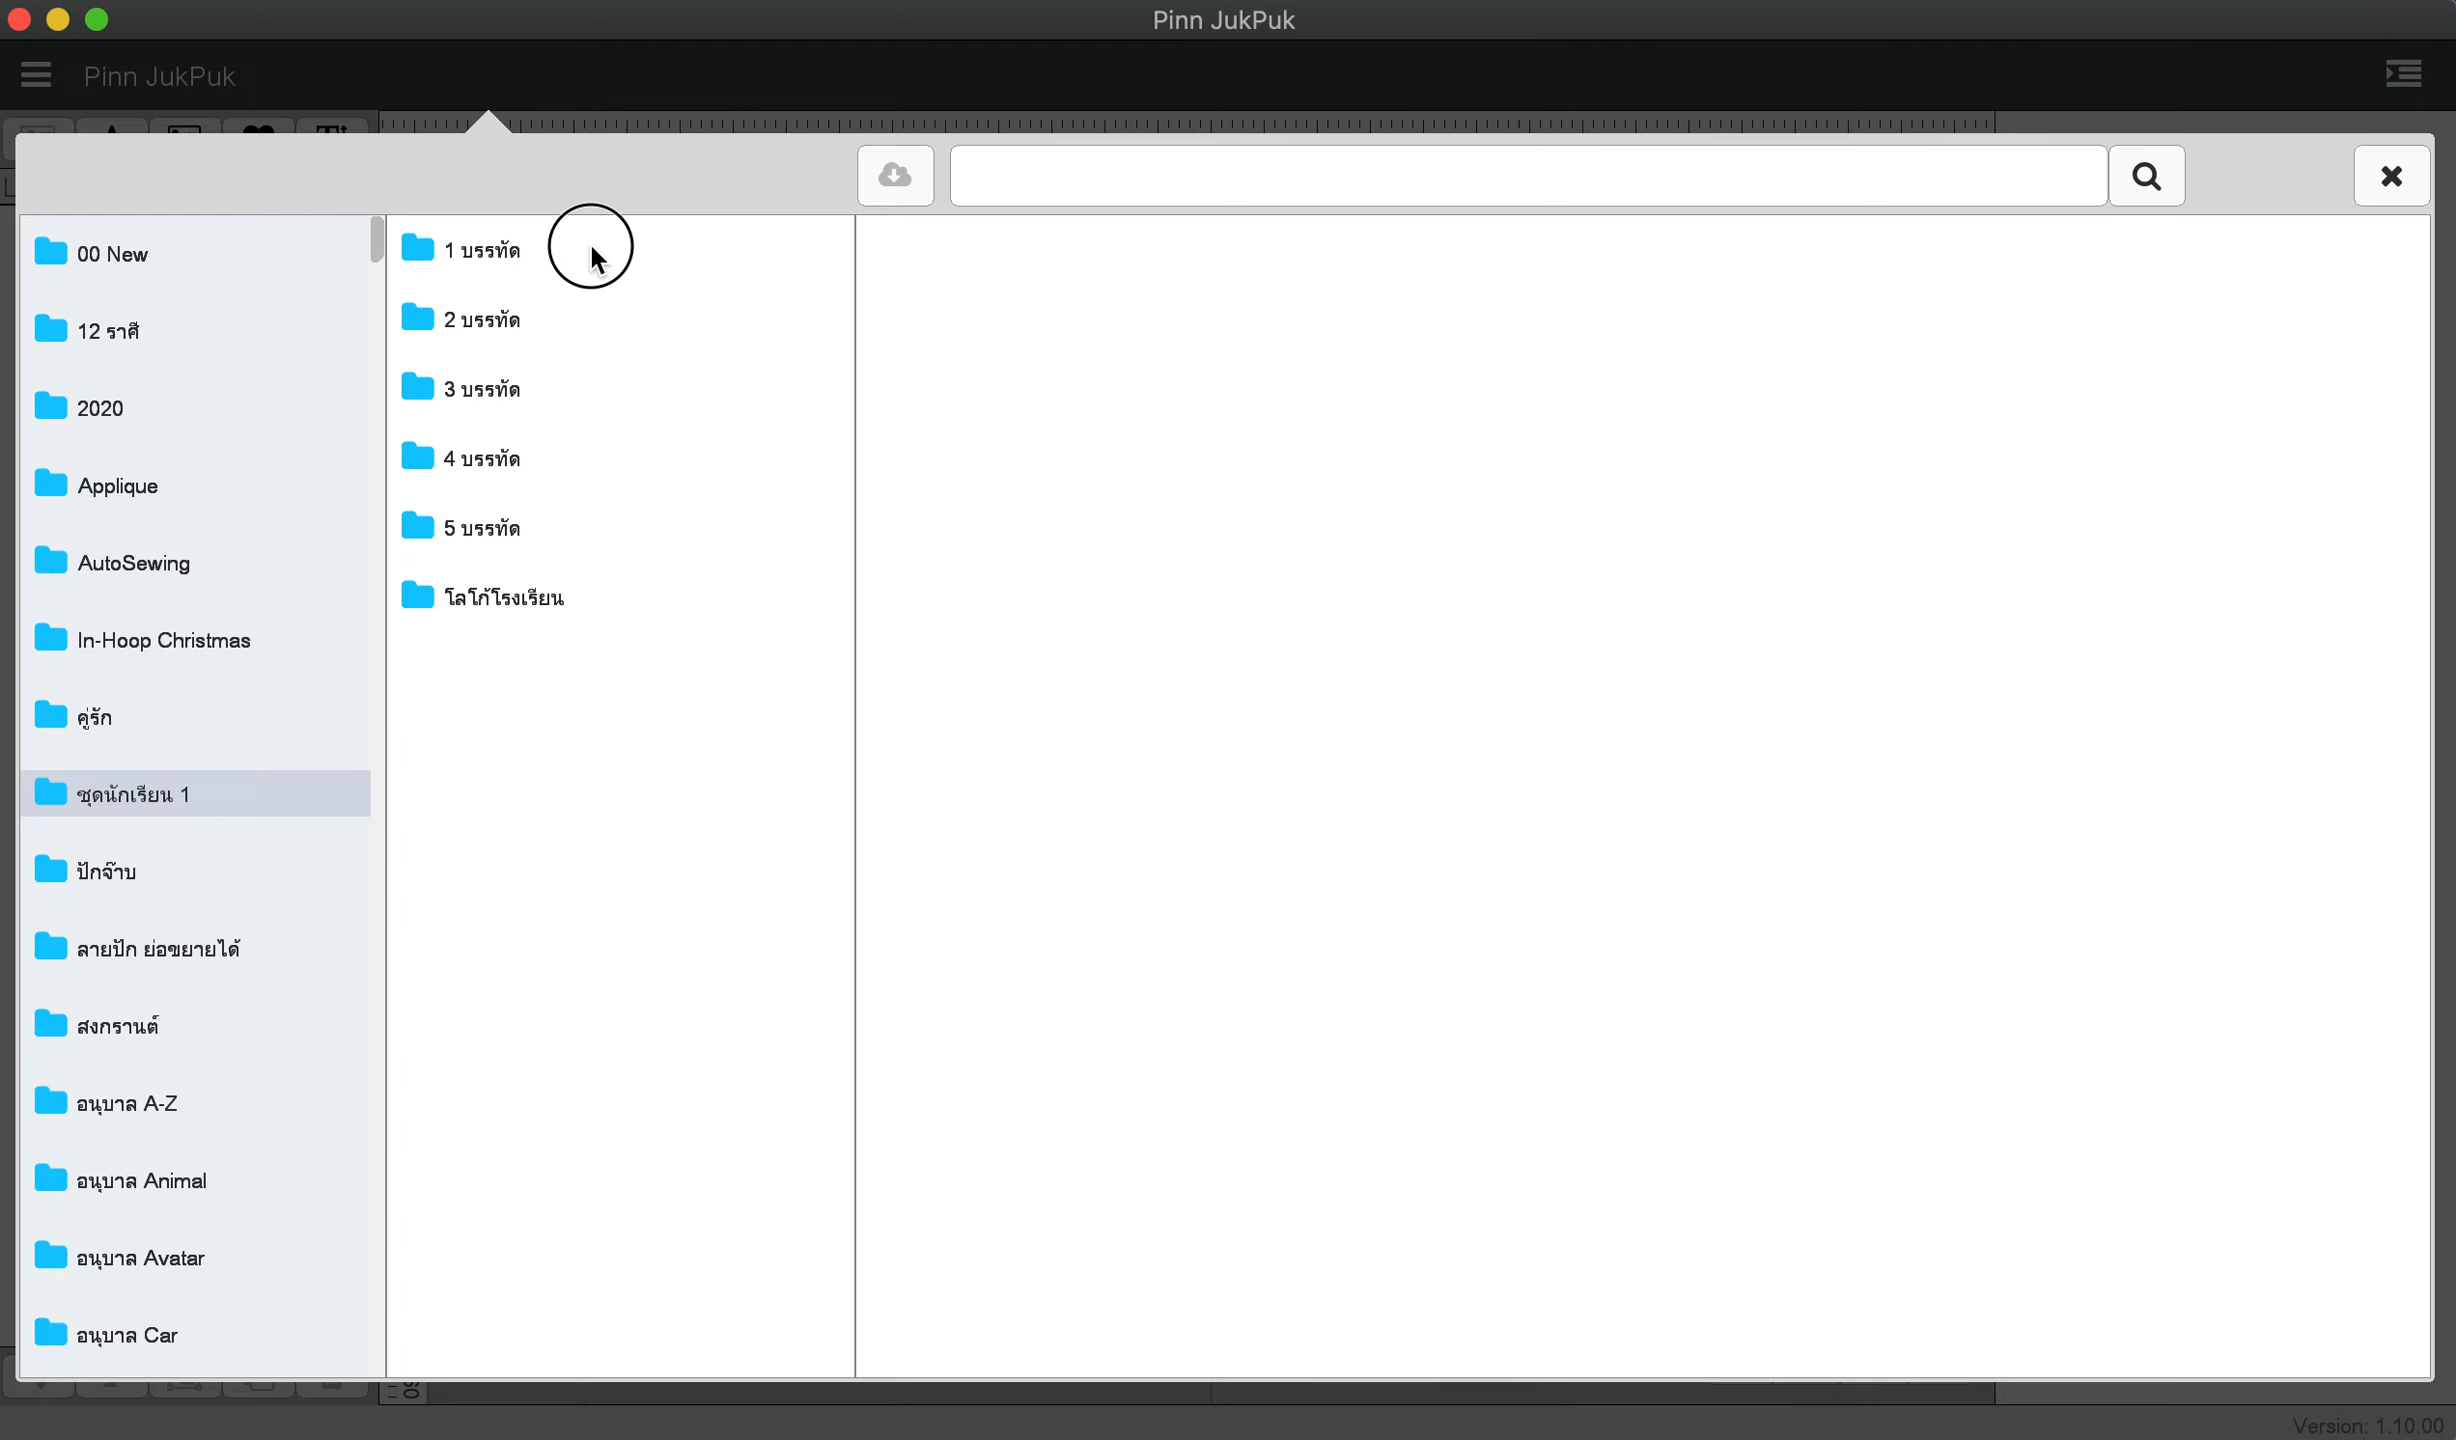 Pinn JukPuk
Pinn JukPuk
00 New
12 ราศี
2020
Applique
AutoSewing
In-Hoop Christmas
คู่รัก
ชุดนักเรียน 1
ปักจ๊าบ
ลายปัก ย่อขยายได้
สงกรานต์
อนุบาล A-Z
อนุบาล Animal
อนุบาล Avatar
อนุบาล Car
1 บรรทัด
2 บรรทัด
3 บรรทัด
4 บรรทัด
5 บรรทัด
โลโก้โรงเรียน
Version: 1.10.00